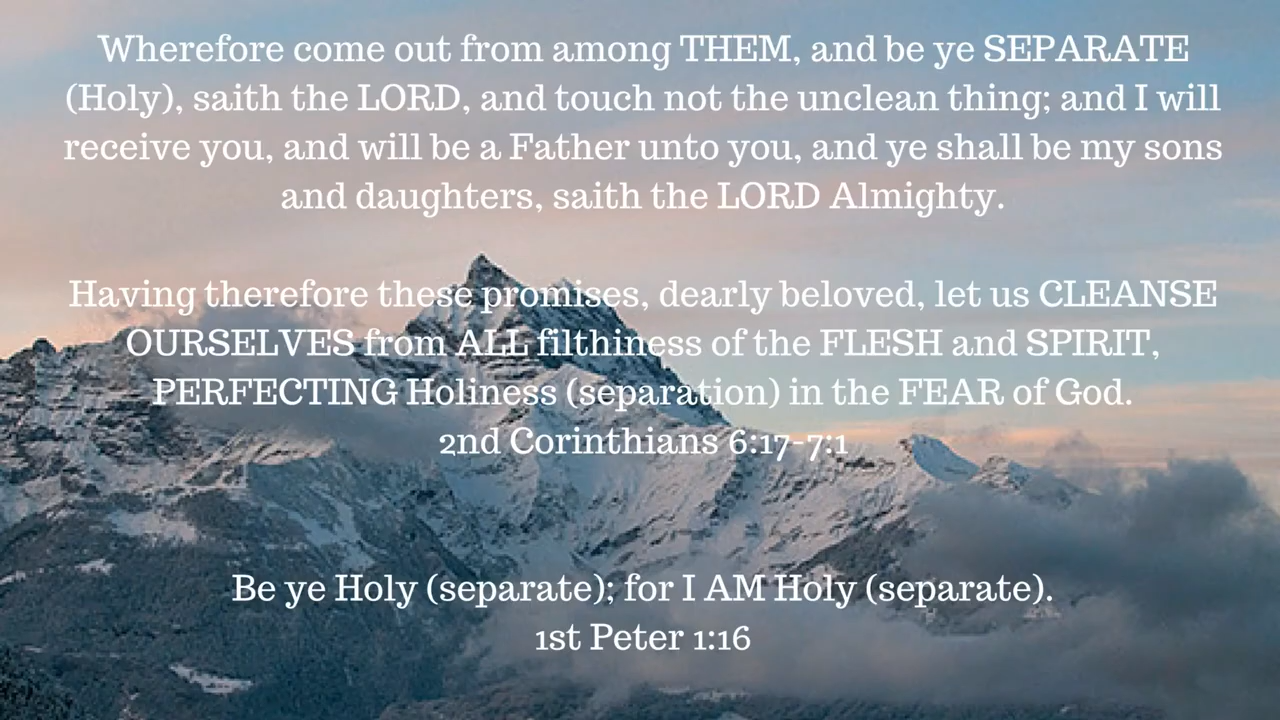 Wherefore come out from among THEM, and be ye SEPARATE
(Holy), saith the LORD, and touch not the unclean thing; and I will
receive you, and will be a Father unto you, and ye shall be my sons
and daughters, saith the LORD Almighty.
Having therefore these promises, dearly beloved, let us CLEANSE
OURSELVES from ALL filthiness of the FLESH and SPIRIT,
PERFECTING Holiness (separation) in the FEAR of God.
2nd Corinthians 6:17-7:1
Be ye Holy (separate); for I AM Holy (separate).
1st Peter 1:16